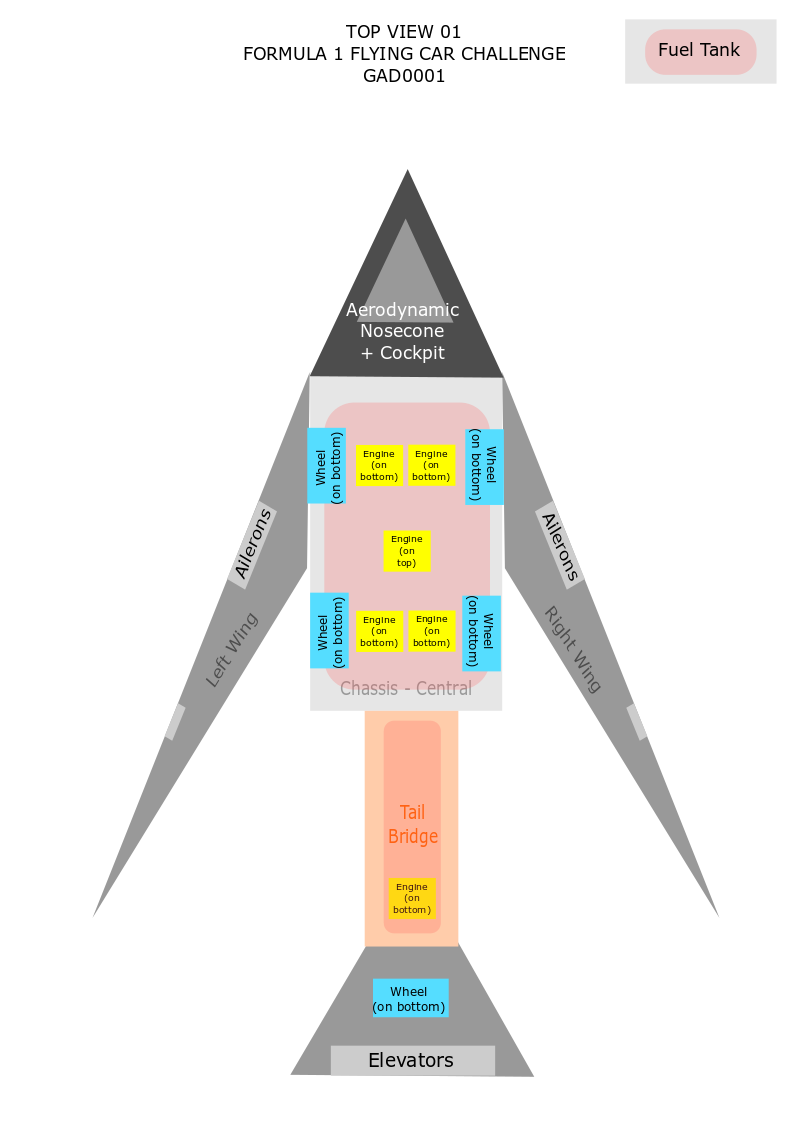 TOP VIEW 01
FORMULA 1 FLYING CAR CHALLENGE
GAD0001
Fuel Tank
Aerodynamic
Nosecone
+ Cockpit
Wheel
(on bottom)
Engine
(on
bottom)
Engine
(on
bottom)
Wheel
(on bottom)
Ailerons
Engine
(on
top)
Ailerons
Left Wing
Wheel
(on bottom)
Engine
(on
bottom)
Engine
(on
bottom)
Wheel
(on bottom)
Right Wing
Chassis - Central
Tail
Bridge
Engine
(on
bottom)
Wheel
(on bottom)
Elevators